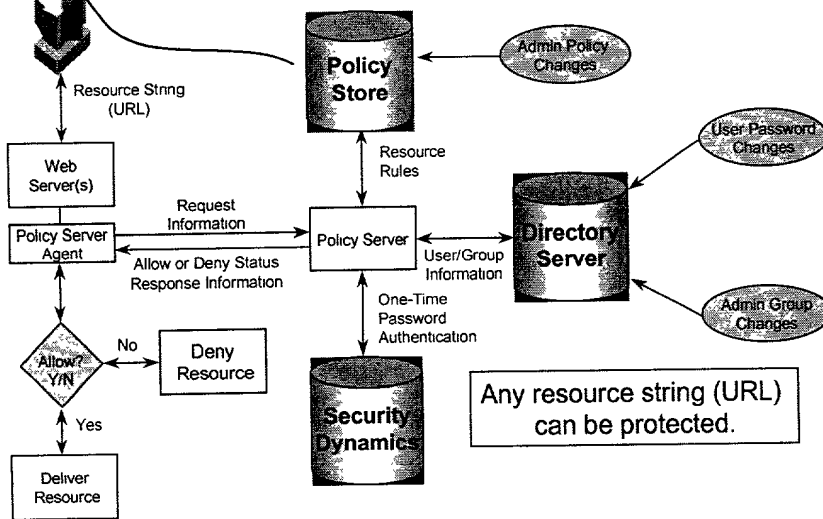 Resource String
(URL)
Web
Server(s)
Policy Server
Agent
Allow?
Y/N
No
Deny
Resource
Yes
Deliver
Resource
Request
Information
Allow or Deny Status
Response Information
Policy
Store
Admin Policy
Changes
Resource
Rules
Policy Server
User/Group
Information
Directory
Server
User Password
Changes
Admin Group
Changes
One-Time
Password
Authentication
Security
Dynamics
Any resource string (URL)
can be protected.